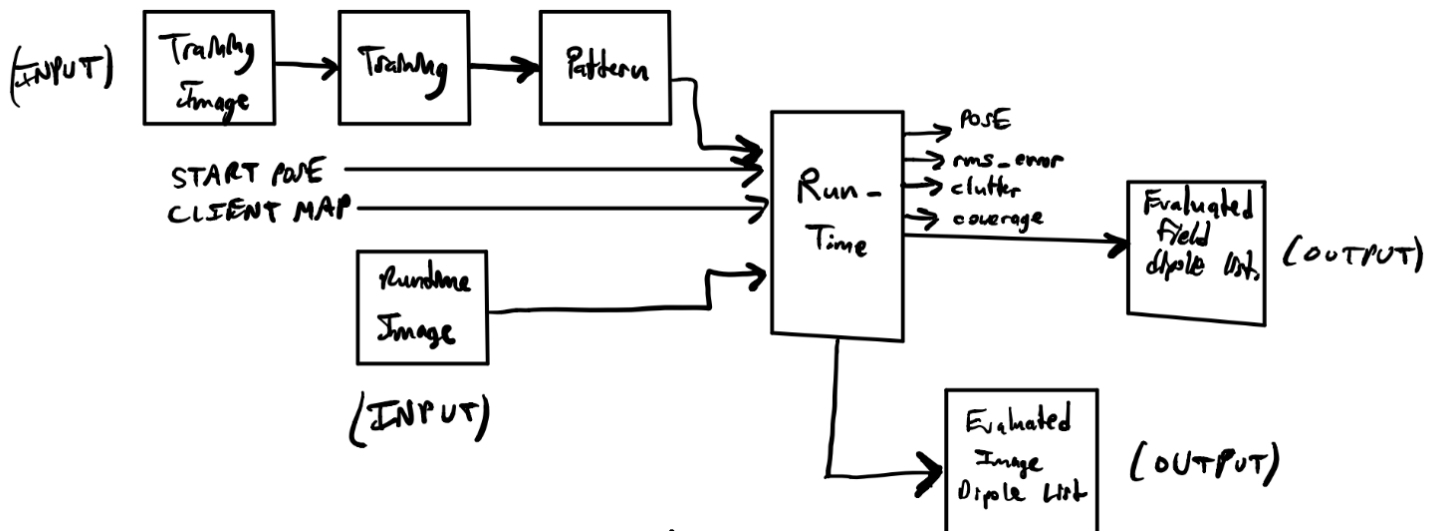 (INPUT)
Training
Image
Training
Pattern
START POSE
CLIENT MAP
Runtime
Image
(INPUT)
Run-
Time
POSE
rms_error
clutter
coverage
Evaluated
Field
dipole list
(OUTPUT)
Evaluated
Image
Dipole List
(OUTPUT)